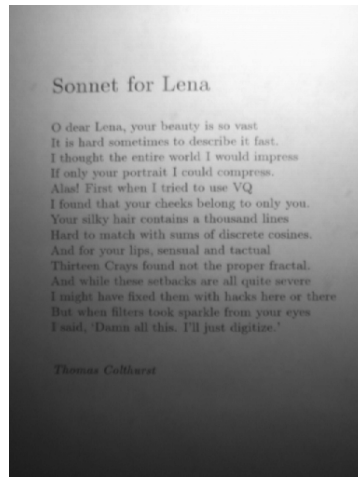 Sonnet for Lena
O dear Lena, your beauty is so vast
It is hard sometimes to describe it fast.
I thought the entire world I would impress
If only your portrait I could compress.
Alas! First when I tried to use VQ
I found that your cheeks belong to only you.
Your silky hair contains a thousand lines
Hard to match with sums of discrete cosines.
And for your lips, sensual and tactual
Thirteen Crays found not the proper fractal.
And while these setbacks are all quite severe
I might have fixed them with hacks here or there
But when filters took sparkle from your eyes
I said, 'Damn all this. I'll just digitize.'
Thomas Colthurst